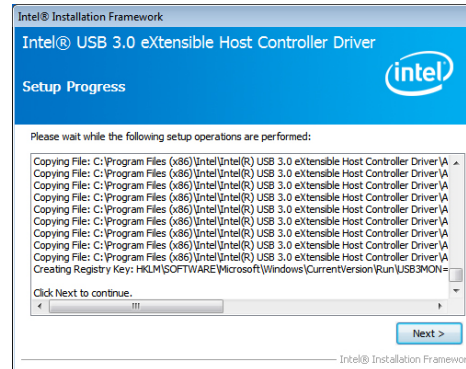 Intel® Installation Framework
Intel® USB 3.0 eXtensible Host Controller Driver
intel
Setup Progress
Please wait while the following setup operations are performed:
Copying File: C:\Program Files (x86)\Intel\Intel(R) USB 3.0 eXtensible Host Controller Driver\A
Copying File: C:\Program Files (x86)\Intel\Intel(R) USB 3.0 eXtensible Host Controller Driver\A
Copying File: C:\Program Files (x86)\Intel\Intel(R) USB 3.0 eXtensible Host Controller Driver\A
Copying File: C:\Program Files (x86)\Intel\Intel(R) USB 3.0 eXtensible Host Controller Driver\A
Copying File: C:\Program Files (x86)\Intel\Intel(R) USB 3.0 eXtensible Host Controller Driver\A
Copying File: C:\Program Files (x86)\Intel\Intel(R) USB 3.0 eXtensible Host Controller Driver\A
Copying File: C:\Program Files (x86)\Intel\Intel(R) USB 3.0 eXtensible Host Controller Driver\A
Copying File: C:\Program Files (x86)\Intel\Intel(R) USB 3.0 eXtensible Host Controller Driver\A
Copying File: C:\Program Files (x86)\Intel\Intel(R) USB 3.0 eXtensible Host Controller Driver\A
Creating Registry Key: HKLM\SOFTWARE\Microsoft\Windows\CurrentVersion\Run\USB3MON=
Click Next to continue.
Next >
Intel® Installation Framewor